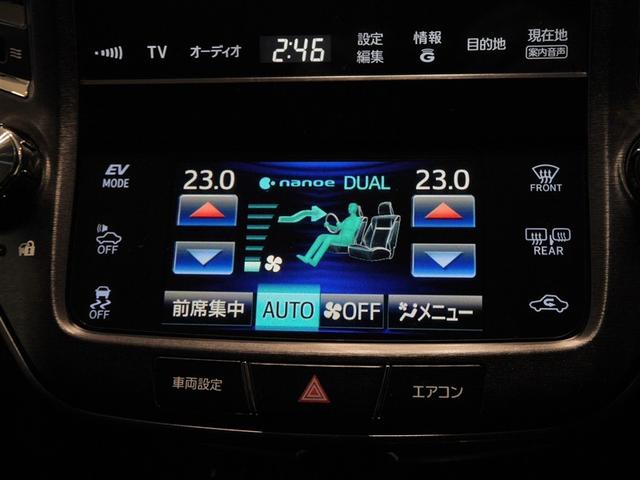 TV オーディオ 2:46 設定編集 情報 G 目的地 現在地 案内音声
EV MODE
23.0 nanoe DUAL 23.0
FRONT
OFF
REAR
OFF
前席集中 AUTO OFF メニュー
車両設定 エアコン